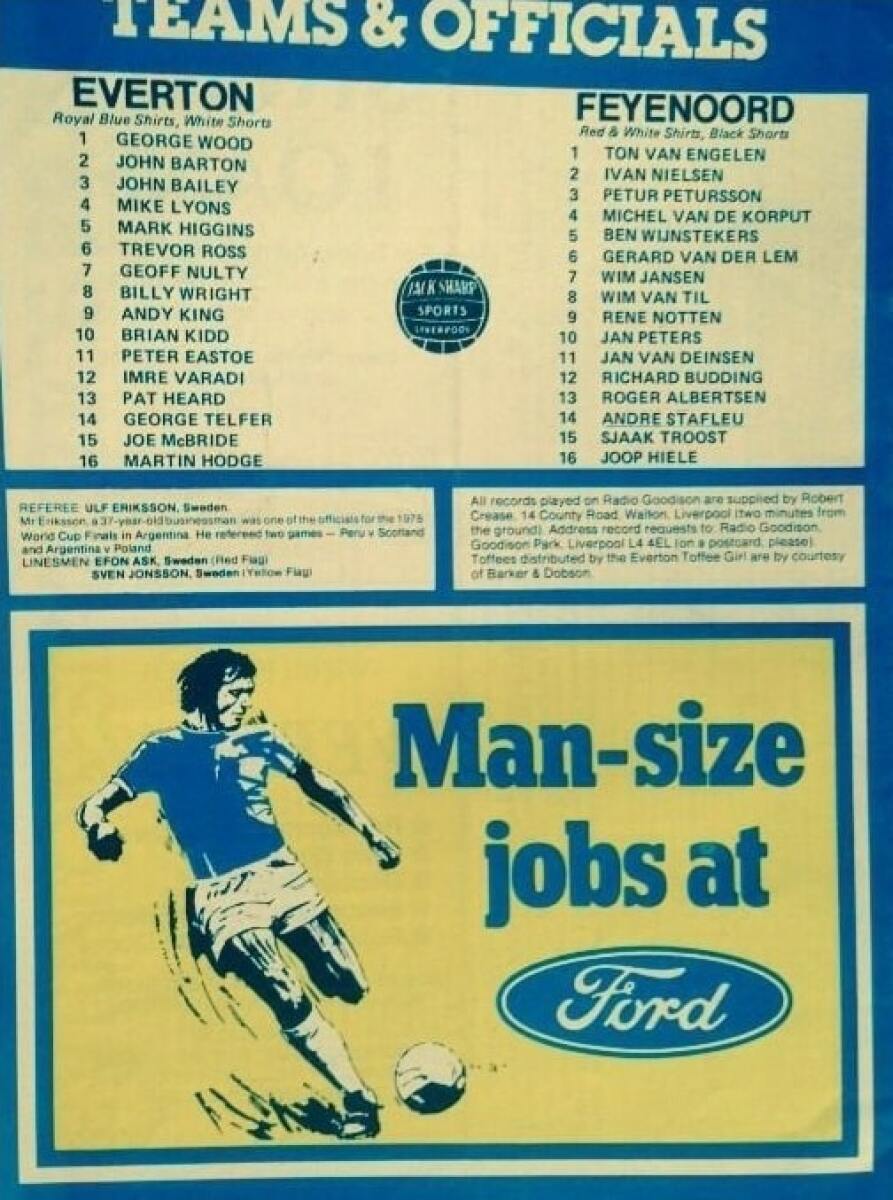 TEAMS & OFFICIALS
EVERTON
Royal Blue Shirts, White Shorts
1 GEORGE WOOD
2 JOHN BARTON
3 JOHN BAILEY
4 MIKE LYONS
5 MARK HIGGINS
6 TREVOR ROSS
7 GEOFF NULTY
8 BILLY WRIGHT
9 ANDY KING
10 BRIAN KIDD
11 PETER EASTOE
12 IMRE VARADI
13 PAT HEARD
14 GEORGE TELFER
15 JOE McBRIDE
16 MARTIN HODGE
JACK SHARP
SPORTS
LIVERPOOL
FEYENOORD
Red & White Shirts, Black Shorts
1 TON VAN ENGELEN
2 IVAN NIELSEN
3 PETUR PETURSSON
4 MICHEL VAN DE KORPUT
5 BEN WIJNSTEKERS
6 GERARD VAN DER LEM
7 WIM JANSEN
8 WIM VAN TIL
9 RENE NOTTEN
10 JAN PETERS
11 JAN VAN DEINSEN
12 RICHARD BUDDING
13 ROGER ALBERTSEN
14 ANDRE STAFLEU
15 SJAAK TROOST
16 JOOP HIELE
REFEREE: ULF ERIKSSON, Sweden
Mr Eriksson, a 37-year-old businessman, was one of the officials for the 1978
World Cup Finals in Argentina. He refereed two games — Peru v Scotland
and Argentina v Poland.
LINESMEN: EFON ASK, Sweden (Red Flag)
SVEN JONSSON, Sweden (Yellow Flag)
All records played on Radio Goodison are supplied by Robert
Crease, 14 County Road, Walton, Liverpool (two minutes from
the ground). Address record requests to: Radio Goodison,
Goodison Park, Liverpool L4 4EL (on a postcard, please).
Toffees distributed by the Everton Toffee Girl are by courtesy
of Barker & Dobson.
Man-size
jobs at
Ford